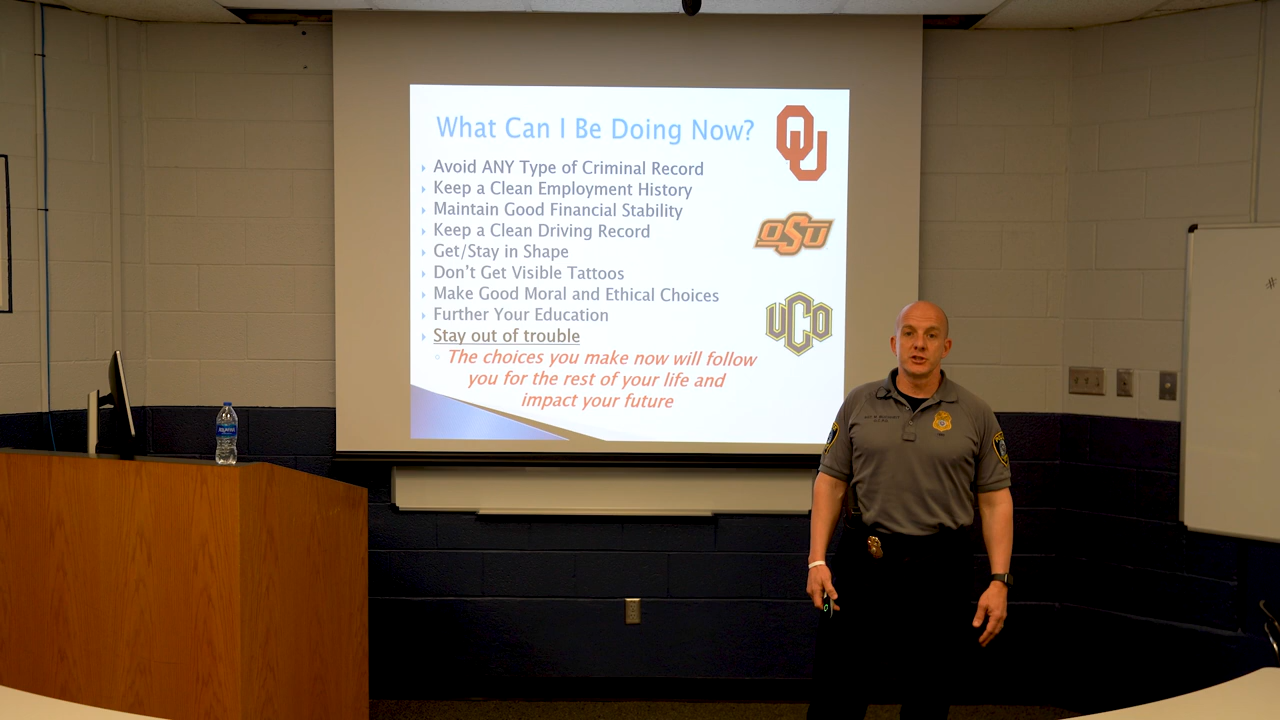 What Can I Be Doing Now?
Avoid ANY Type of Criminal Record
Keep a Clean Employment History
Maintain Good Financial Stability
Keep a Clean Driving Record
Get/Stay in Shape
Don't Get Visible Tattoos
Make Good Moral and Ethical Choices
Further Your Education
Stay out of trouble
The choices you make now will follow
you for the rest of your life and
impact your future
OU
OSU
UCO